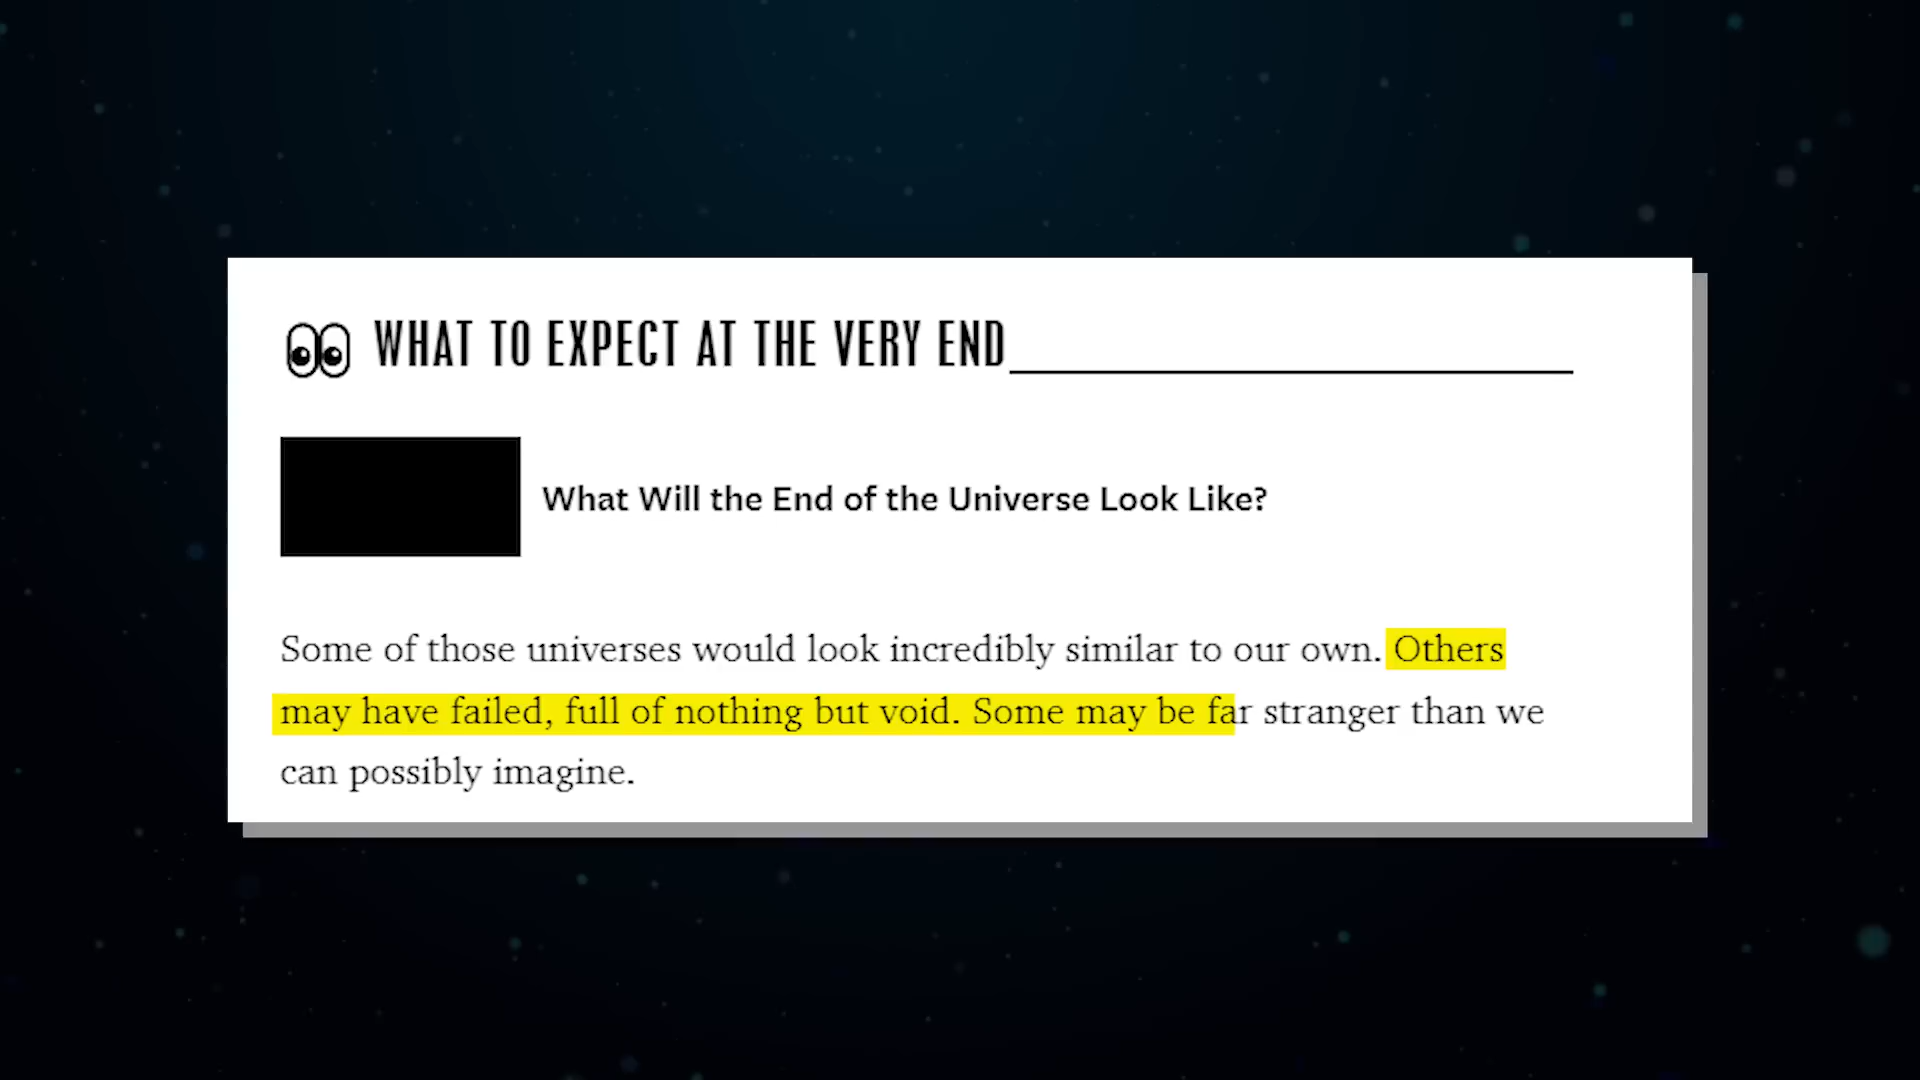 WHAT TO EXPECT AT THE VERY END
What Will the End of the Universe Look Like?
Some of those universes would look incredibly similar to our own. Others
may have failed, full of nothing but void. Some may be far stranger than we
can possibly imagine.